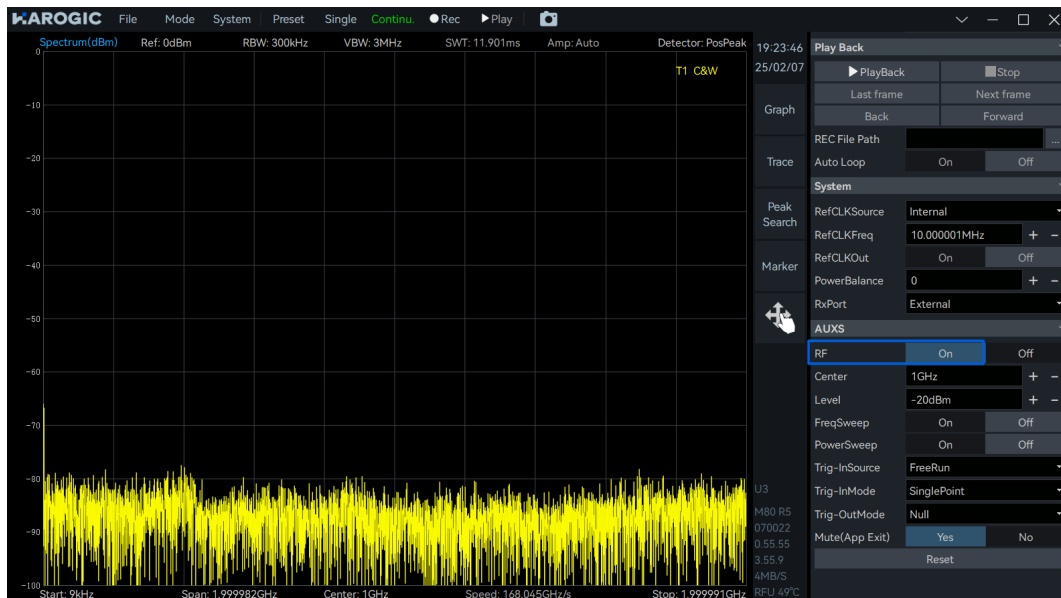 HAROGIC File Mode System Preset Single Continu. Rec Play
Spectrum(dBm) Ref: 0dBm RBW: 300kHz VBW: 3MHz SWT: 11.901ms Amp: Auto Detector: PosPeak
T1 C&W
0
-10
-20
-30
-40
-50
-60
-70
-80
-90
-100
Start: 9kHz Span: 1.999982GHz Center: 1GHz Speed: 168.045GHz/s Stop: 1.999991GHz
19:23:46
25/02/07
Graph
Trace
Peak
Search
Marker
U3
M80 R5
070022
0.55.55
3.55.9
4MB/S
RFU 49°C
Play Back
PlayBack Stop
Last frame Next frame
Back Forward
REC File Path ...
Auto Loop On Off
System
RefCLKSource Internal
RefCLKFreq 10.000001MHz + -
RefCLKOut On Off
PowerBalance 0 + -
RxPort External
AUXS
RF On Off
Center 1GHz + -
Level -20dBm + -
FreqSweep On Off
PowerSweep On Off
Trig-InSource FreeRun
Trig-InMode SinglePoint
Trig-OutMode Null
Mute(App Exit) Yes No
Reset